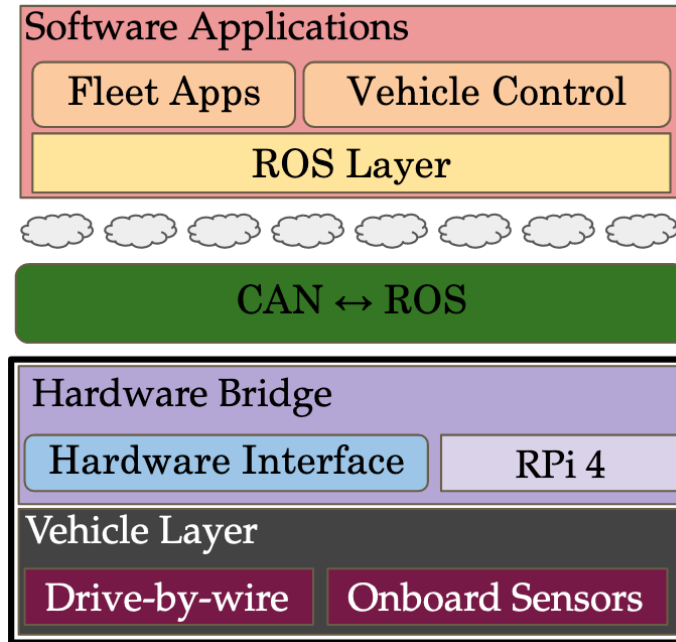 Software Applications
Fleet Apps
Vehicle Control
ROS Layer
CAN ↔ ROS
Hardware Bridge
Hardware Interface
RPi 4
Vehicle Layer
Drive-by-wire
Onboard Sensors